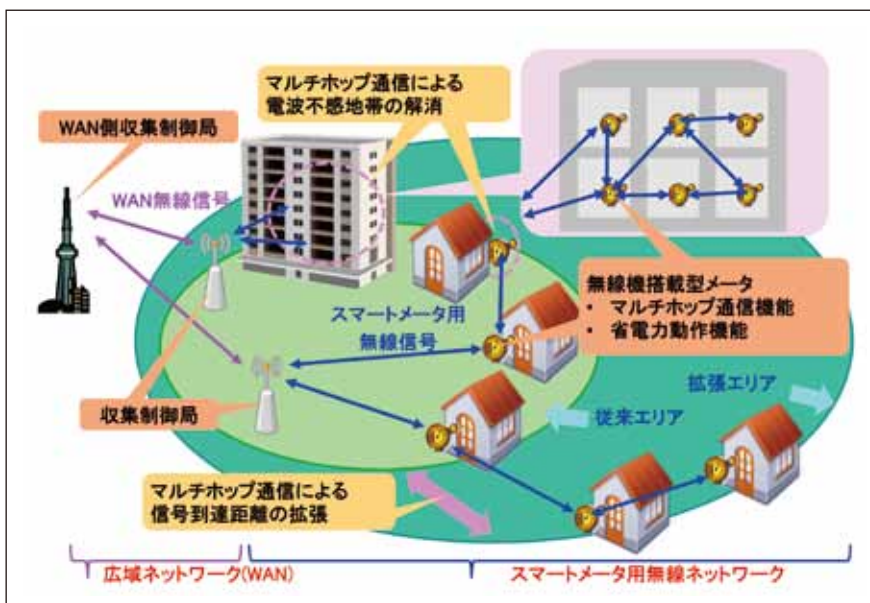 マルチホップ通信による
電波不感地帯の解消
WAN側収集制御局
WAN無線信号
無線機搭載型メータ
・ マルチホップ通信機能
・ 省電力動作機能
スマートメータ用
無線信号
拡張エリア
従来エリア
収集制御局
マルチホップ通信による
信号到達距離の拡張
広域ネットワーク(WAN)
スマートメータ用無線ネットワーク